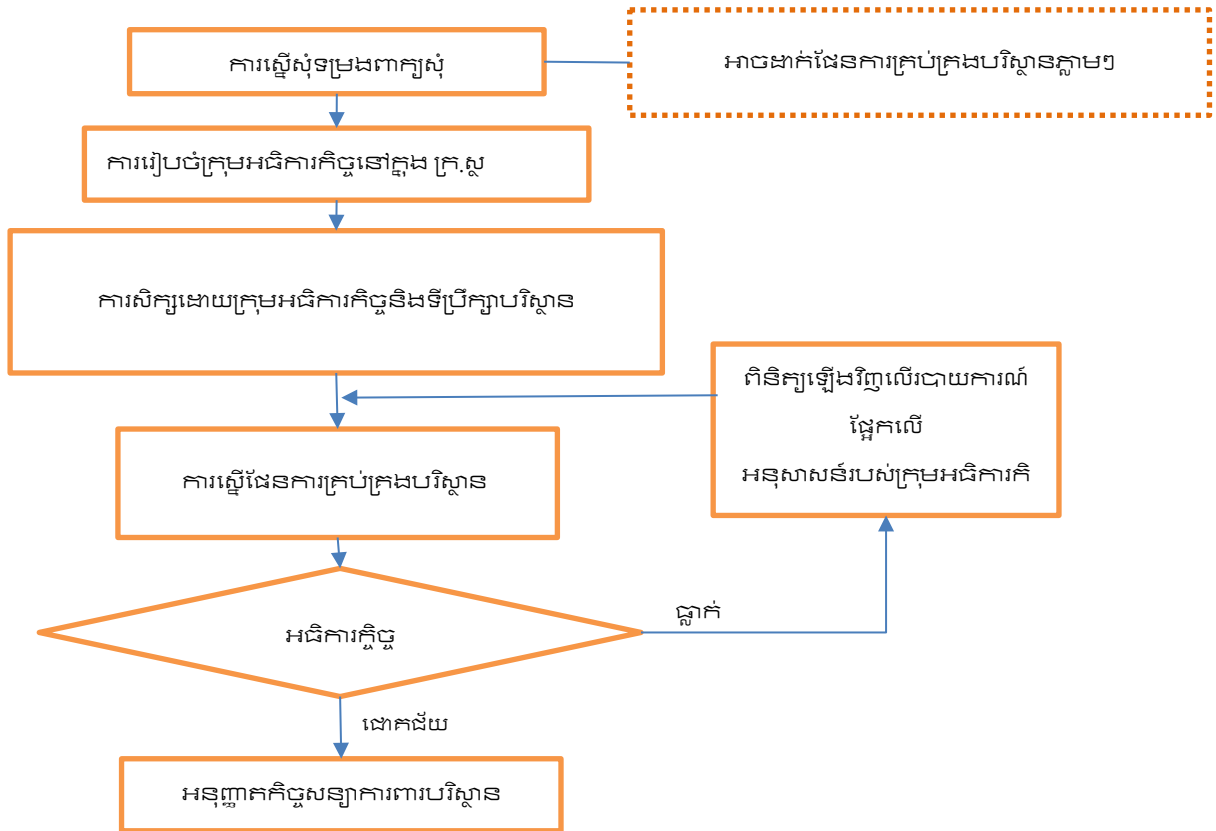 ការស្នើសុំទម្រងពាក្យសុំ
អាចដាក់ផែនការគ្រប់គ្រងបរិស្ថានភ្លាមៗ
ការរៀបចំក្រុមអធិការកិច្ចនៅក្នុង ក្រ.ស្ថ
ការសិក្សដោយក្រុមអធិការកិច្ចនិងទីប្រឹក្សាបរិស្ថាន
ពិនិត្យឡើងវិញលើរបាយការណ៍
ផ្អែកលើ
អនុសាសន៍របស់ក្រុមអធិការកិ
ការស្នើផែនការគ្រប់គ្រងបរិស្ថាន
ធ្លាក់
អធិការកិ្ចច្ច
ជោគជ័យ
អនុញ្ញាតកិច្ចសន្យាការពារបរិស្ថាន